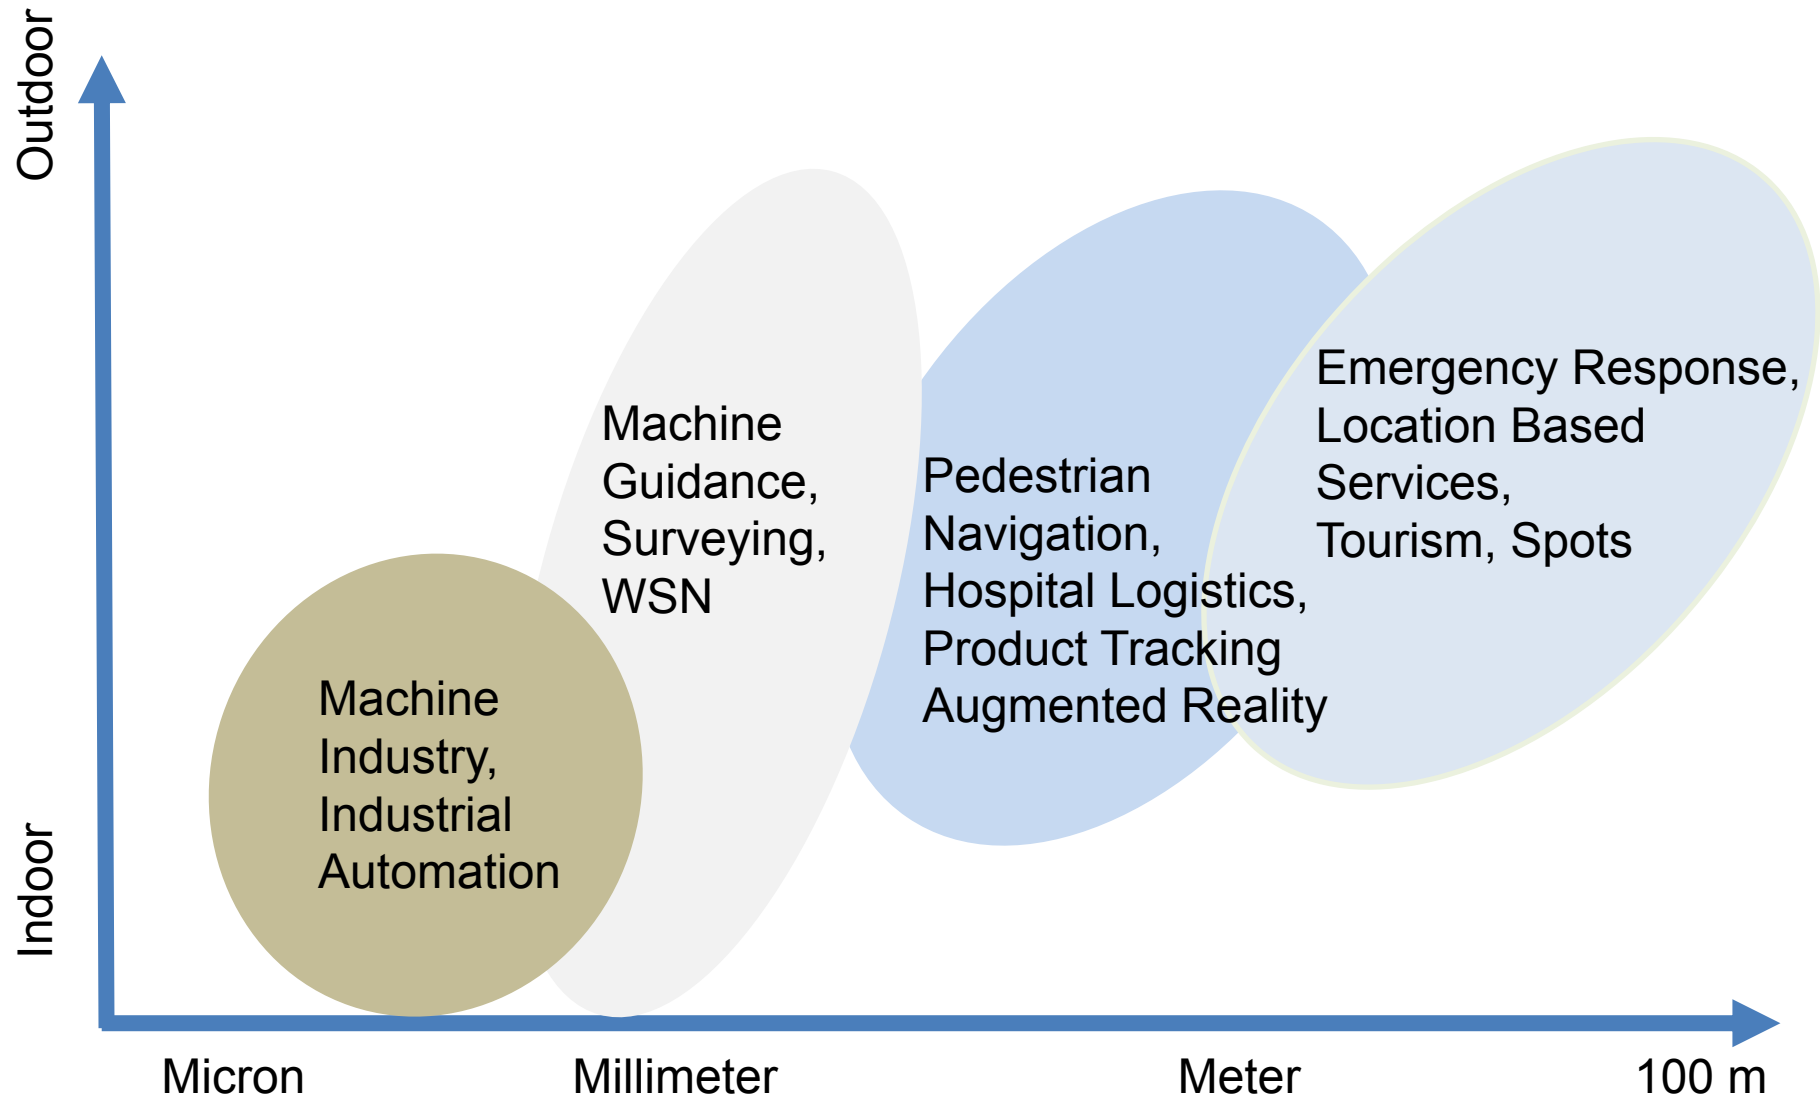 Outdoor
Indoor
Machine
Industry,
Industrial
Automation
Machine
Guidance,
Surveying,
WSN
Pedestrian
Navigation,
Hospital Logistics,
Product Tracking
Augmented Reality
Emergency Response,
Location Based
Services,
Tourism, Spots
Micron
Millimeter
Meter
100 m